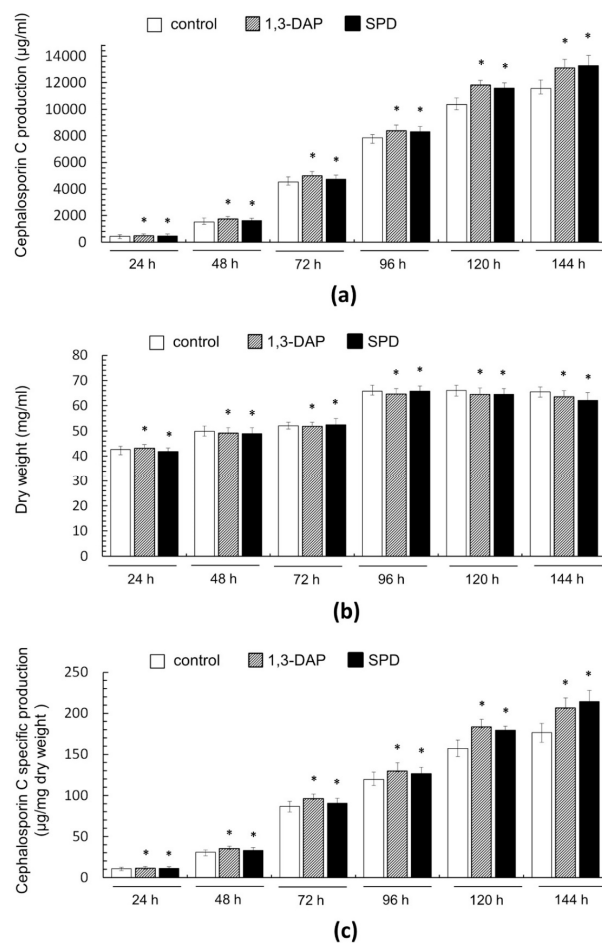 control 1,3-DAP SPD
Cephalosporin C production (µg/ml)
14000
12000
10000
8000
6000
4000
2000
0
* * * * * * * * * * * *
24 h 48 h 72 h 96 h 120 h 144 h
(a)
control 1,3-DAP SPD
Dry weight (mg/ml)
80
70
60
50
40
30
20
10
0
* * * * * * * * * * * *
24 h 48 h 72 h 96 h 120 h 144 h
(b)
control 1,3-DAP SPD
Cephalosporin C specific production
(µg/mg dry weight )
250
200
150
100
50
0
* * * * * * * * * * * *
24 h 48 h 72 h 96 h 120 h 144 h
(c)